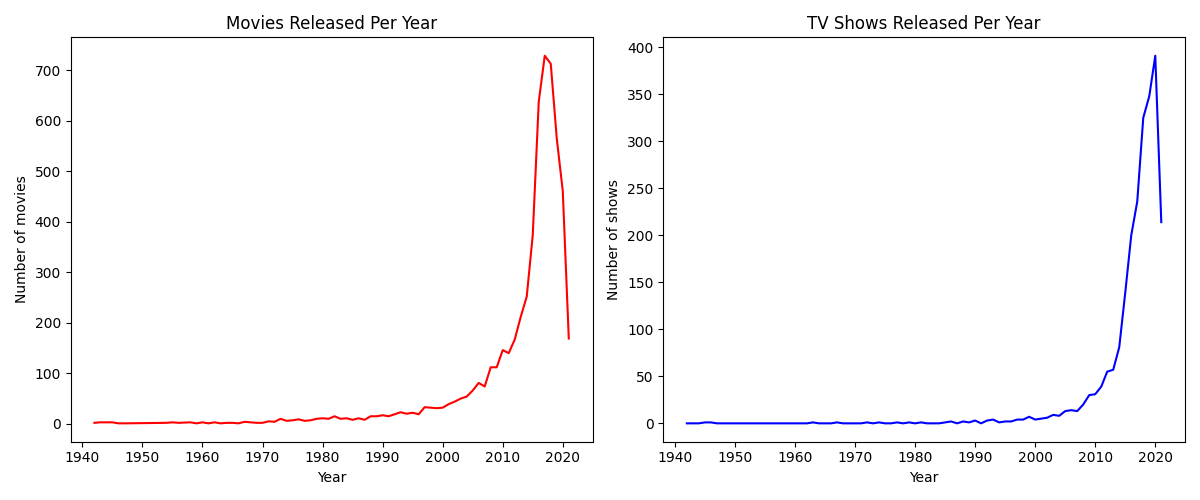 Movies Released Per Year
Number of movies
700
600
500
400
300
200
100
0
1940 1950 1960 1970 1980 1990 2000 2010 2020
Year
TV Shows Released Per Year
Number of shows
400
350
300
250
200
150
100
50
0
1940 1950 1960 1970 1980 1990 2000 2010 2020
Year